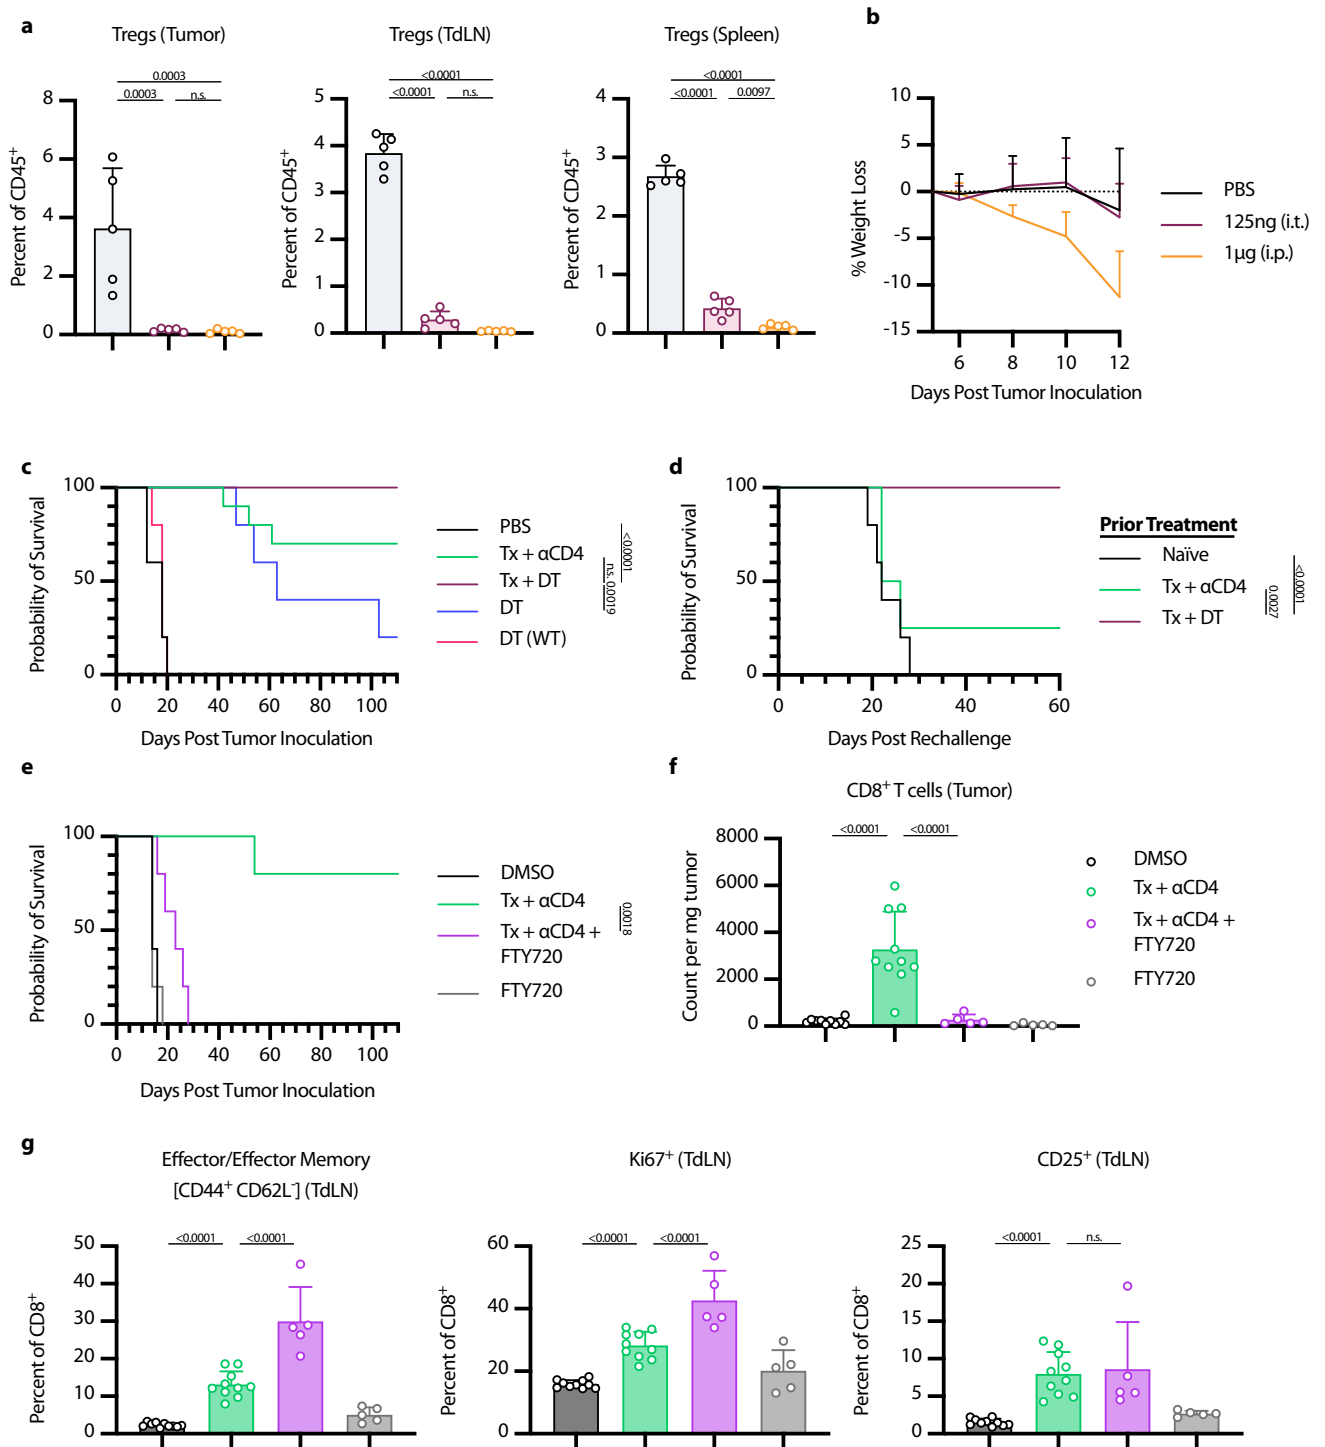 a
Tregs (Tumor)
Tregs (TdLN)
Tregs (Spleen)
b
0.0003
0.0003
n.s.
Percent of CD45+
8
6
4
2
0
<0.0001
<0.0001
n.s.
Percent of CD45+
5
4
3
2
1
0
<0.0001
<0.0001
0.0097
Percent of CD45+
4
3
2
1
0
% Weight Loss
10
5
0
-5
-10
-15
6
8
10
12
Days Post Tumor Inoculation
PBS
125ng (i.t.)
1μg (i.p.)
c
Probability of Survival
100
50
0
0
20
40
60
80
100
Days Post Tumor Inoculation
PBS
Tx + αCD4
Tx + DT
DT
DT (WT)
<0.0001
0.0019
n.s.
d
Probability of Survival
100
50
0
0
20
40
60
Days Post Rechallenge
Prior Treatment
Naïve
Tx + αCD4
Tx + DT
<0.0001
0.0027
e
Probability of Survival
100
50
0
0
20
40
60
80
100
Days Post Tumor Inoculation
DMSO
Tx + αCD4
Tx + αCD4 +
FTY720
FTY720
0.0018
f
CD8+ T cells (Tumor)
<0.0001
<0.0001
Count per mg tumor
8000
6000
4000
2000
0
DMSO
Tx + αCD4
Tx + αCD4 +
FTY720
FTY720
g
Effector/Effector Memory
[CD44+ CD62L-] (TdLN)
<0.0001
<0.0001
Percent of CD8+
50
40
30
20
10
0
Ki67+ (TdLN)
<0.0001
<0.0001
Percent of CD8+
60
40
20
0
CD25+ (TdLN)
<0.0001
n.s.
Percent of CD8+
25
20
15
10
5
0